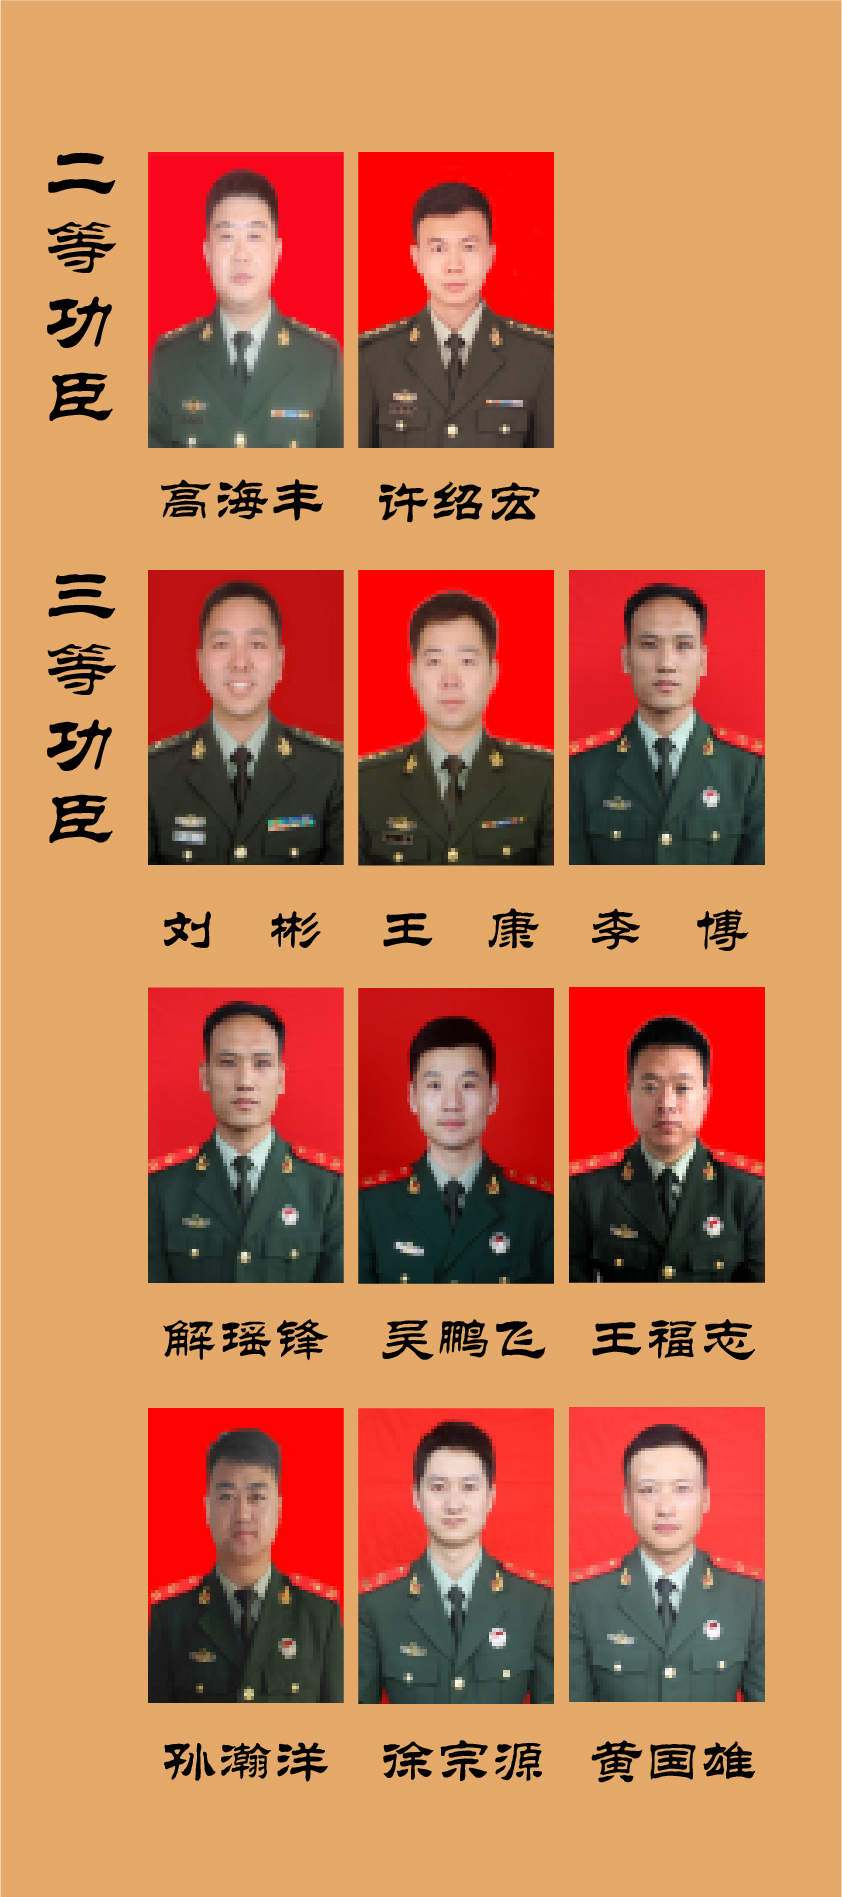 二等功臣
高海丰 许绍宏
三等功臣
刘彬 王康 李博
解瑶锋 吴鹏飞 王福志
孙瀚洋 徐宗源 黄国雄